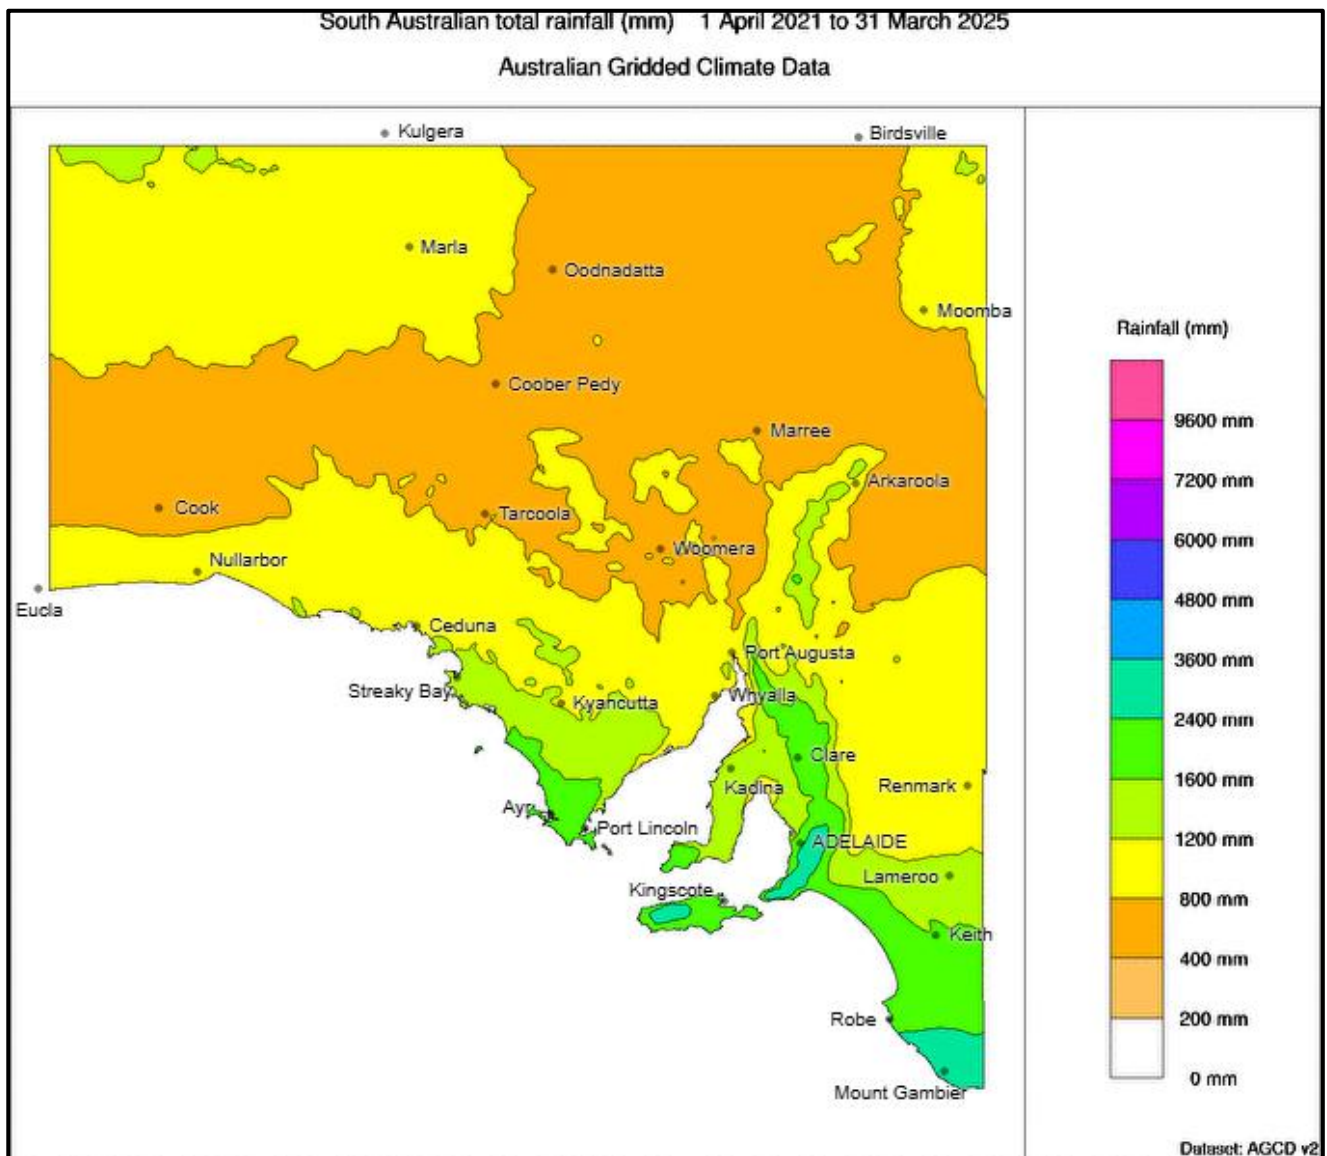 South Australian total rainfall (mm) 1 April 2021 to 31 March 2025
Australian Gridded Climate Data
Kulgera
Birdsville
Marla
Oodnadatta
Moomba
Coober Pedy
Marree
Arkaroola
Cook
Tarcoola
Woomera
Nullarbor
Eucla
Ceduna
Port Augusta
Streaky Bay
Whyalla
Kyancutta
Clare
Kadina
Renmark
Ayr
Port Lincoln
ADELAIDE
Lameroo
Kingscote
Keith
Robe
Mount Gambier
Rainfall (mm)
9600 mm
7200 mm
6000 mm
4800 mm
3600 mm
2400 mm
1600 mm
1200 mm
800 mm
400 mm
200 mm
0 mm
Dataset: AGCD v2